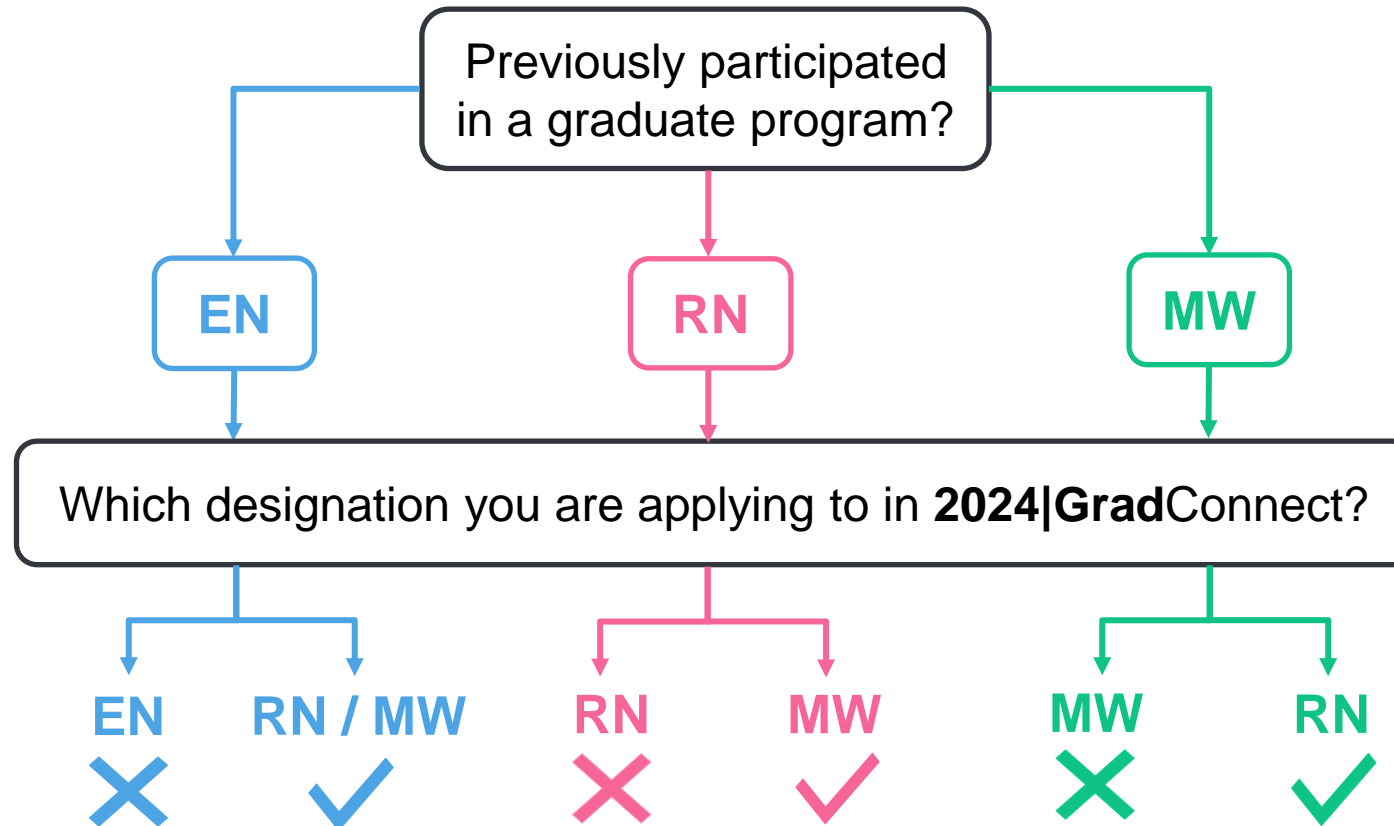 Previously participated
in a graduate program?
EN
RN
MW
Which designation you are applying to in 2024|GradConnect?
EN
RN / MW
RN
MW
MW
RN